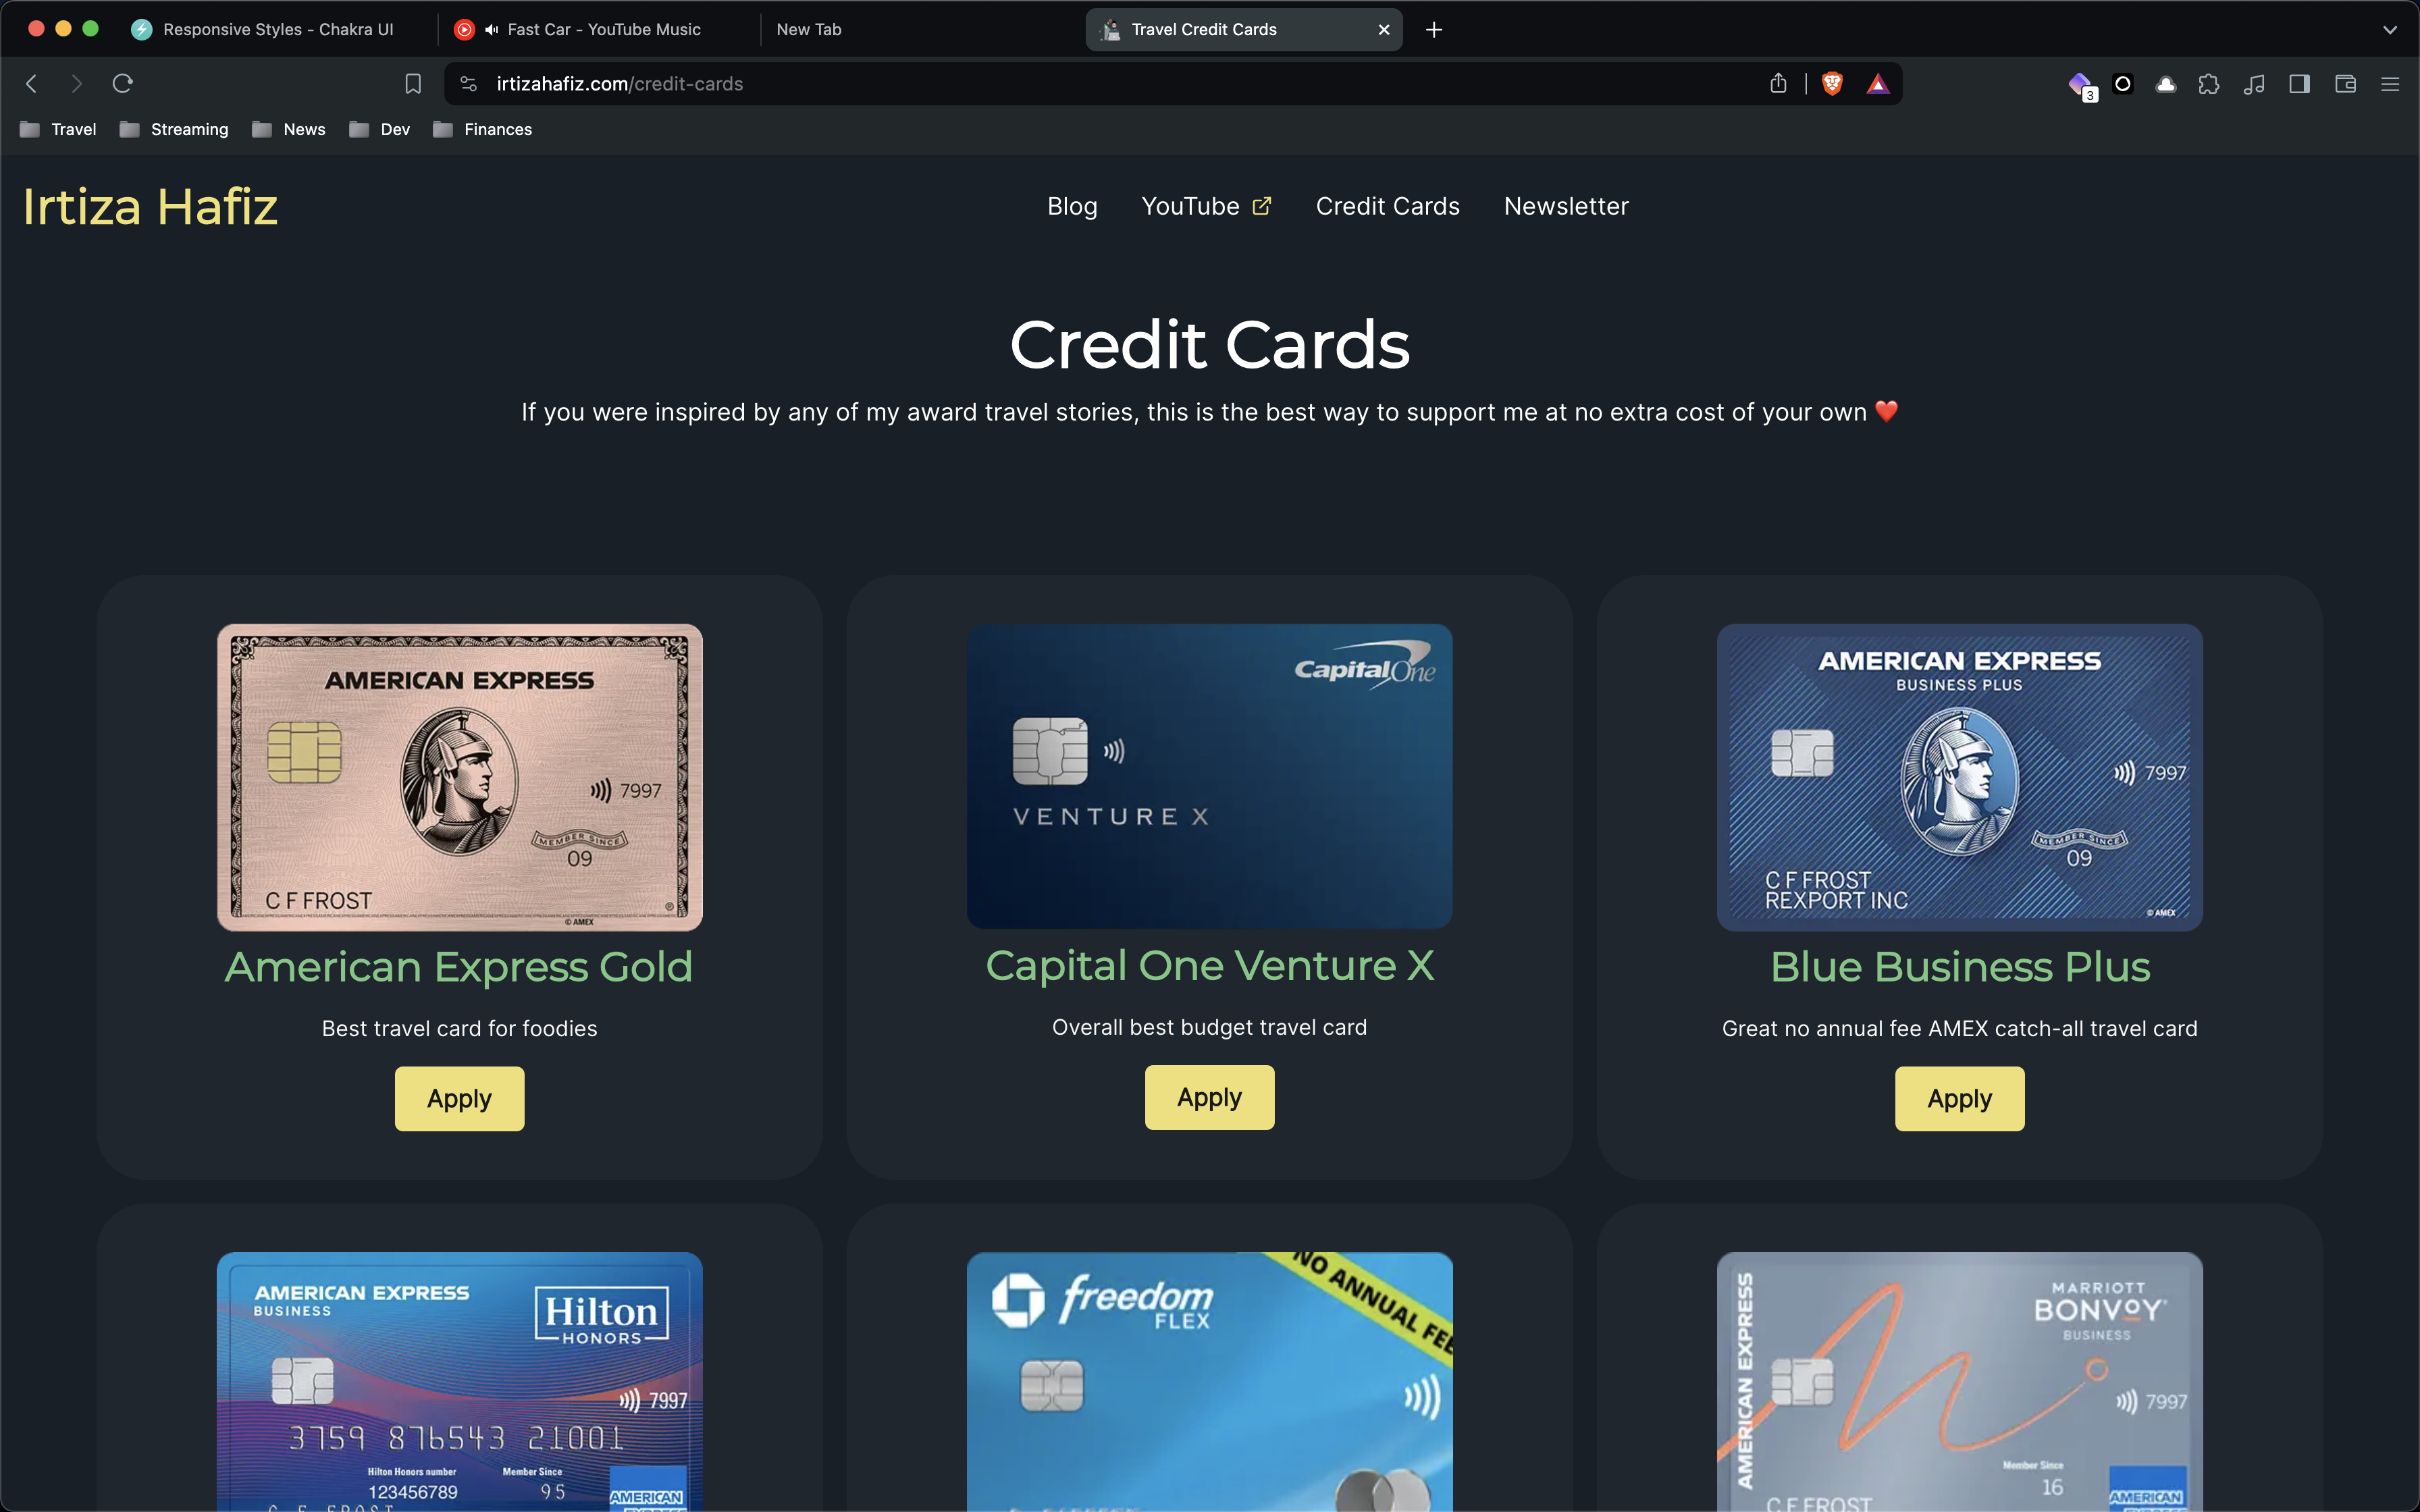 Responsive Styles - Chakra UI
Fast Car - YouTube Music
New Tab
Travel Credit Cards
irtizahafiz.com/credit-cards
3
Travel
Streaming
News
Dev
Finances
Irtiza Hafiz
Blog
YouTube
Credit Cards
Newsletter
Credit Cards
If you were inspired by any of my award travel stories, this is the best way to support me at no extra cost of your own ❤️
AMERICAN EXPRESS
7997
MEMBER SINCE
09
C F FROST
®
© AMEX
American Express Gold
Best travel card for foodies
Apply
CapitalOne
VENTURE X
Capital One Venture X
Overall best budget travel card
Apply
AMERICAN EXPRESS
BUSINESS PLUS
7997
MEMBER SINCE
09
C F FROST
REXPORT INC
© AMEX
Blue Business Plus
Great no annual fee AMEX catch-all travel card
Apply
AMERICAN EXPRESS
BUSINESS
Hilton
HONORS
7997
3759 876543 21001
Hilton Honors number
Member Since
123456789
95
C F FROST
AMERICAN
freedom
FLEX
NO ANNUAL FEE
AMERICAN EXPRESS
MARRIOTT
BONVOY
BUSINESS
7997
Member Since
16
C F FROST
AMERICAN